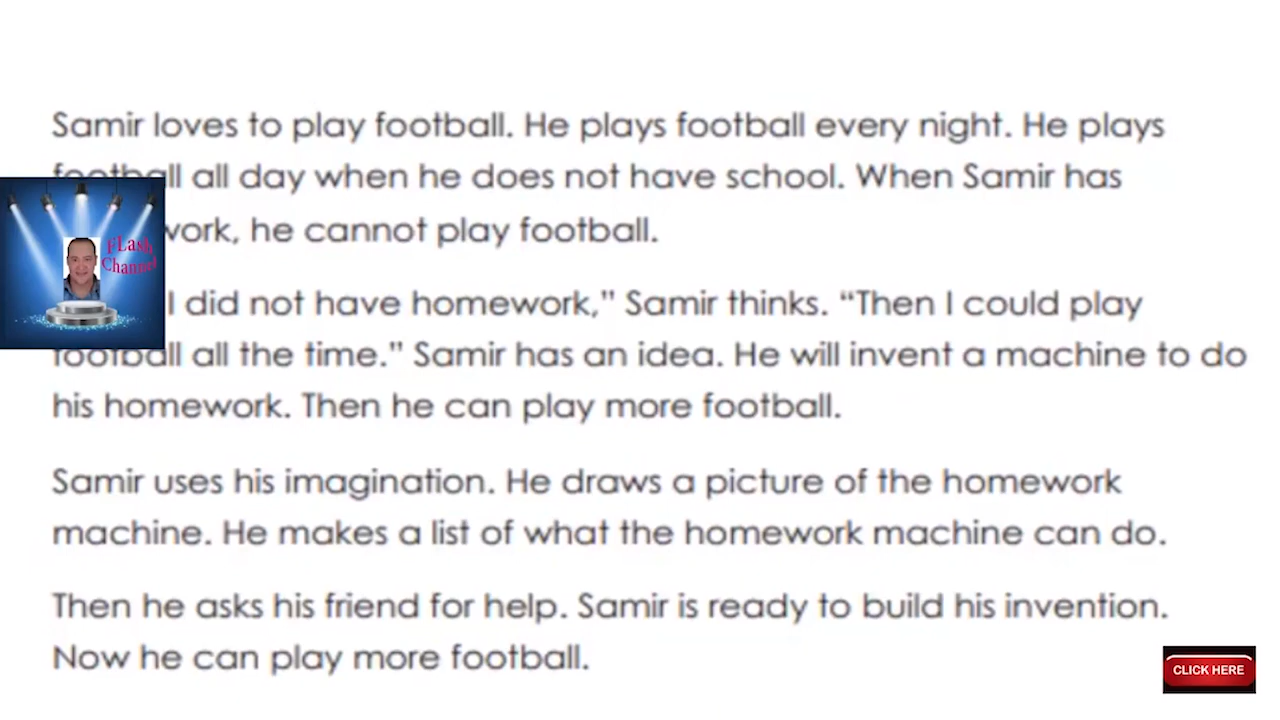 Samir loves to play football. He plays football every night. He plays
football all day when he does not have school. When Samir has
work, he cannot play football.
I did not have homework,” Samir thinks. “Then I could play
football all the time.” Samir has an idea. He will invent a machine to do
his homework. Then he can play more football.
Samir uses his imagination. He draws a picture of the homework
machine. He makes a list of what the homework machine can do.
Then he asks his friend for help. Samir is ready to build his invention.
Now he can play more football.
FLash
Channel
CLICK HERE